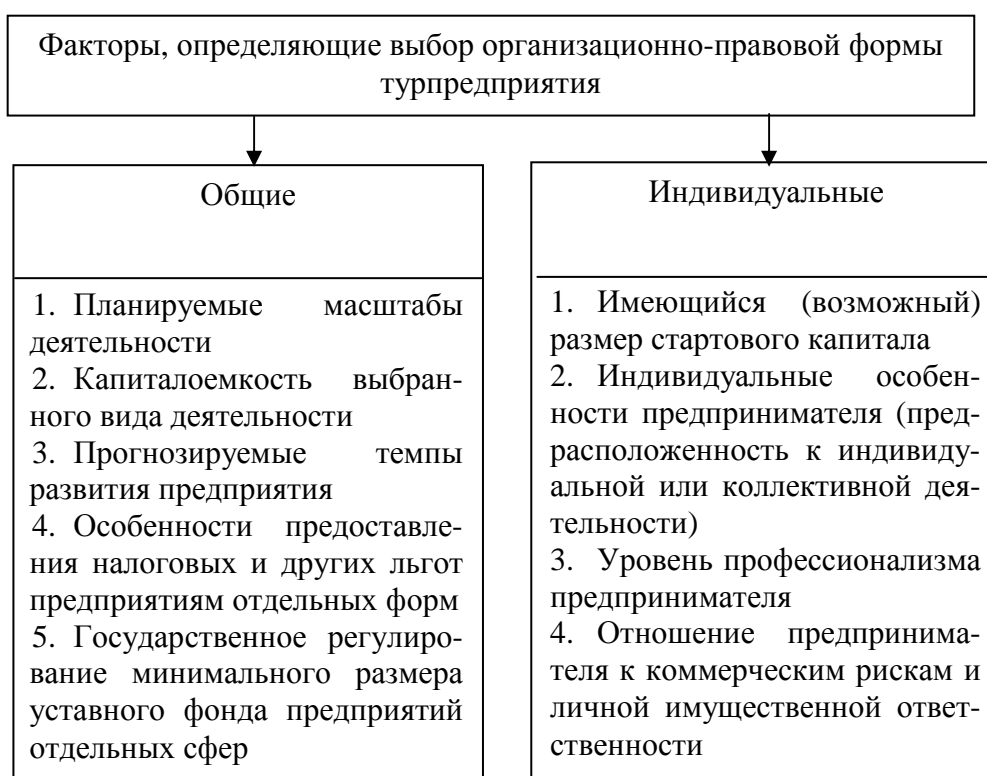 Факторы, определяющие выбор организационно-правовой формы
турпредприятия
Общие
1. Планируемые масштабы
деятельности
2. Капиталоемкость выбран-
ного вида деятельности
3. Прогнозируемые темпы
развития предприятия
4. Особенности предоставле-
ния налоговых и других льгот
предприятиям отдельных форм
5. Государственное регулиро-
вание минимального размера
уставного фонда предприятий
отдельных сфер
Индивидуальные
1. Имеющийся (возможный)
размер стартового капитала
2. Индивидуальные особен-
ности предпринимателя (пред-
расположенность к индивиду-
альной или коллективной дея-
тельности)
3. Уровень профессионализма
предпринимателя
4. Отношение предпринима-
теля к коммерческим рискам и
личной имущественной ответ-
ственности